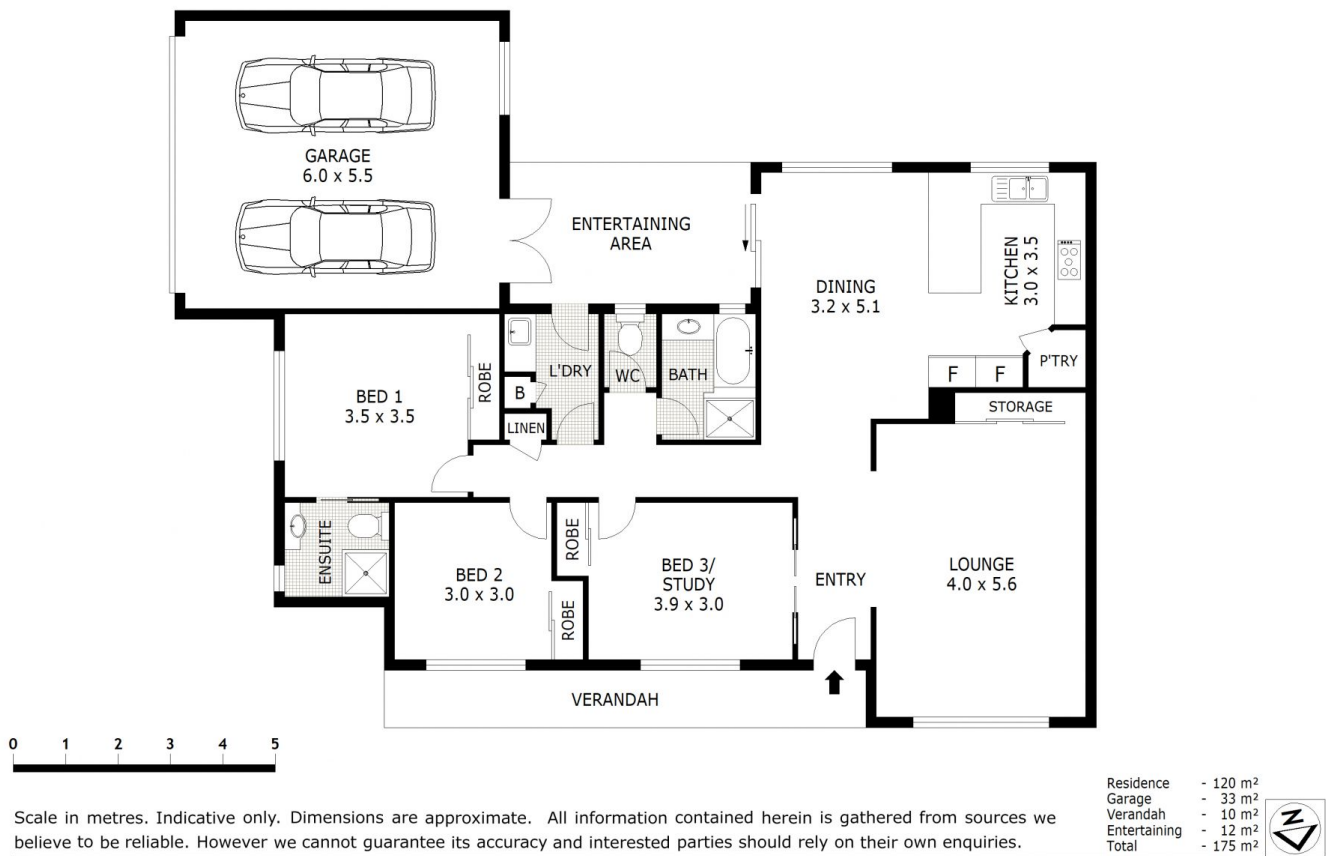 GARAGE
6.0 x 5.5
ENTERTAINING
AREA
DINING
3.2 x 5.1
KITCHEN
3.0 x 3.5
P'TRY
F F
STORAGE
BED 1
3.5 x 3.5
ROBE
L'DRY
B
LINEN
WC
BATH
ENSUITE
BED 2
3.0 x 3.0
ROBE
ROBE
BED 3/
STUDY
3.9 x 3.0
ENTRY
LOUNGE
4.0 x 5.6
VERANDAH
0 1 2 3 4 5
Scale in metres. Indicative only. Dimensions are approximate. All information contained herein is gathered from sources we
believe to be reliable. However we cannot guarantee its accuracy and interested parties should rely on their own enquiries.
Residence - 120 m²
Garage - 33 m²
Verandah - 10 m²
Entertaining - 12 m²
Total - 175 m²
N